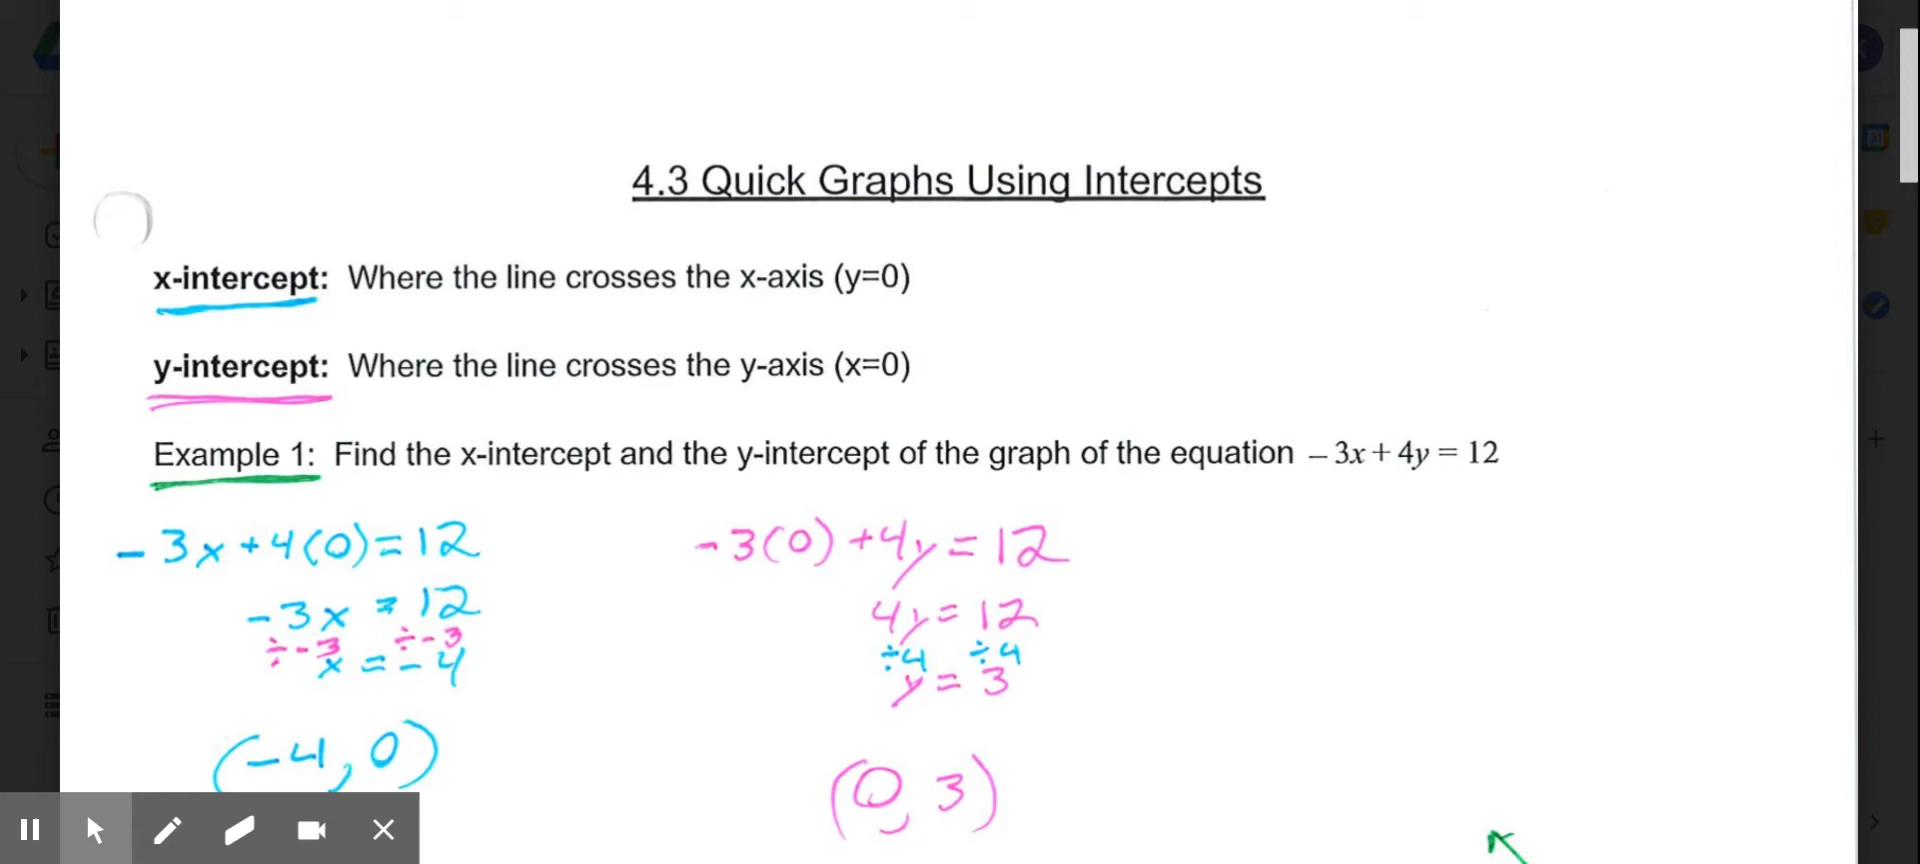 4.3 Quick Graphs Using Intercepts
x-intercept: Where the line crosses the x-axis (y=0)
y-intercept: Where the line crosses the y-axis (x=0)
Example 1: Find the x-intercept and the y-intercept of the graph of the equation – 3x + 4y = 12
-3x+4(0)=12
-3x = 12
÷-3 ÷-3
x = -4
(-4, 0)
-3(0)+4y=12
4y=12
÷4 ÷4
y=3
(0, 3)